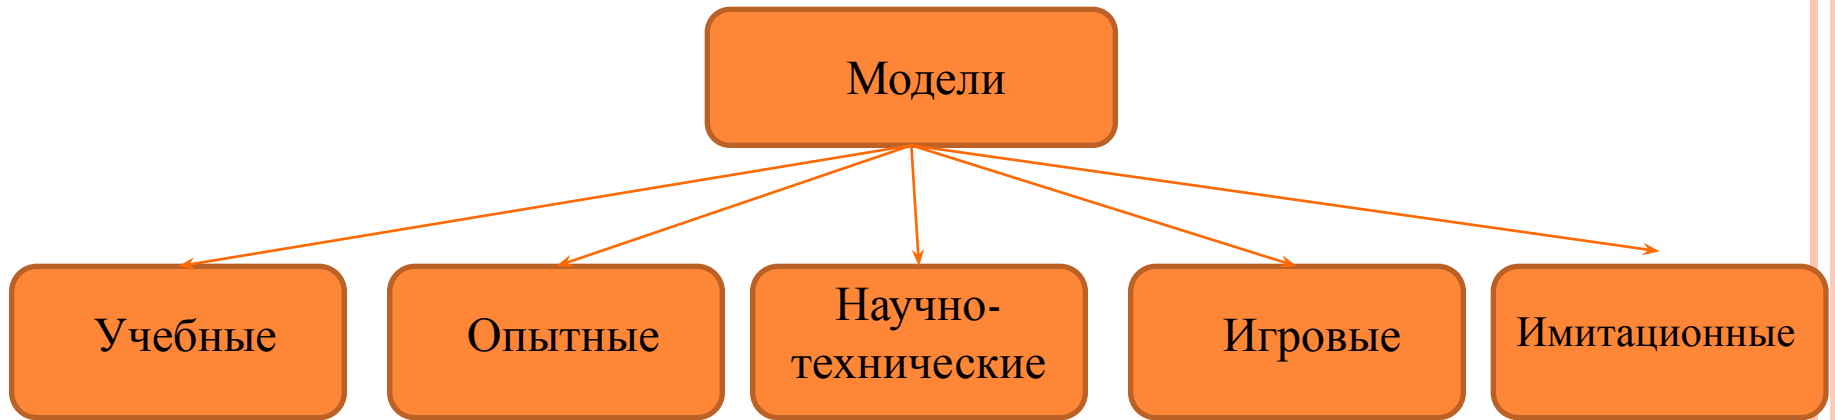 Модели
Учебные
Опытные
Научно-
технические
Игровые
Имитационные